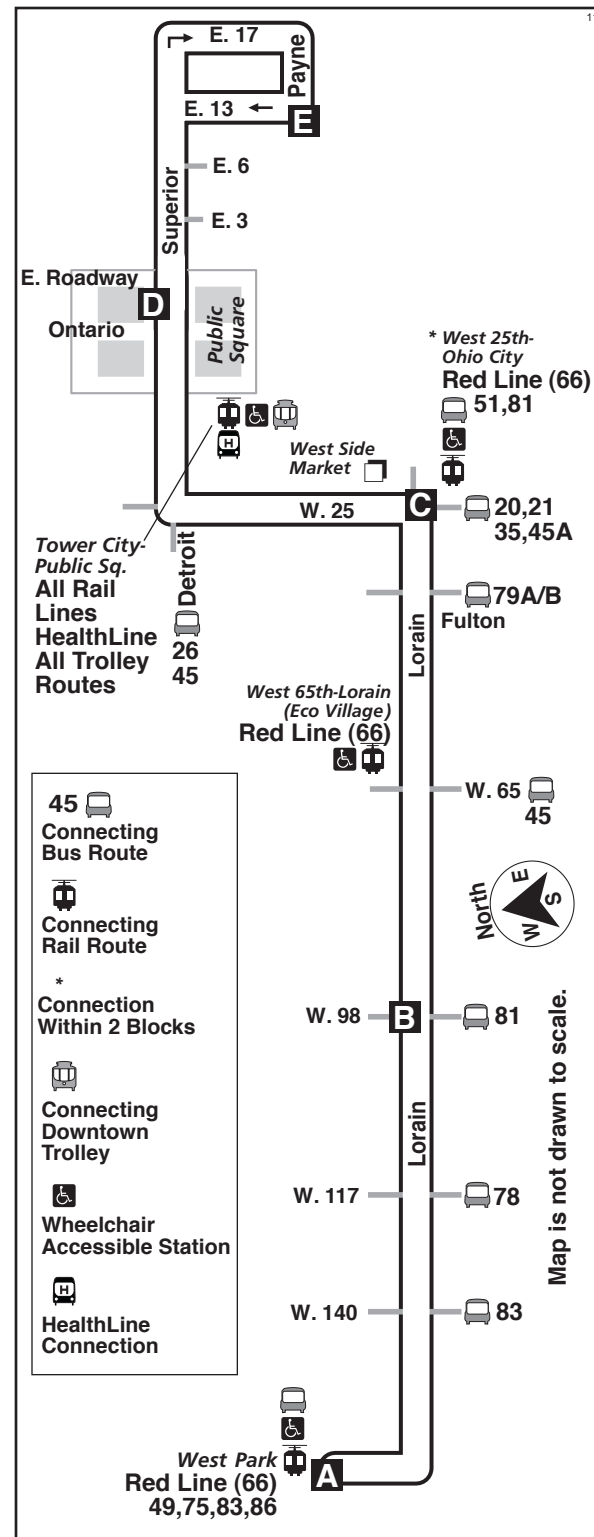 11
E. 17
Payne
E. 13
E
E. 6
Superior
E. 3
E. Roadway
D
Ontario
Public
Square
* West 25th-
Ohio City
Red Line (66)
51,81
H
West Side
Market
C
20,21
35,45A
W. 25
Tower City-
Public Sq.
All Rail
Lines
HealthLine
All Trolley
Routes
Detroit
26
45
79A/B
Fulton
Lorain
West 65th-Lorain
(Eco Village)
Red Line (66)
W. 65
45
45
Connecting
Bus Route
Connecting
Rail Route
*
Connection
Within 2 Blocks
Connecting
Downtown
Trolley
Wheelchair
Accessible Station
H
HealthLine
Connection
North
E
S
W
W. 98
B
81
Lorain
Map is not drawn to scale.
W. 117
78
W. 140
83
West Park
Red Line (66)
49,75,83,86
A